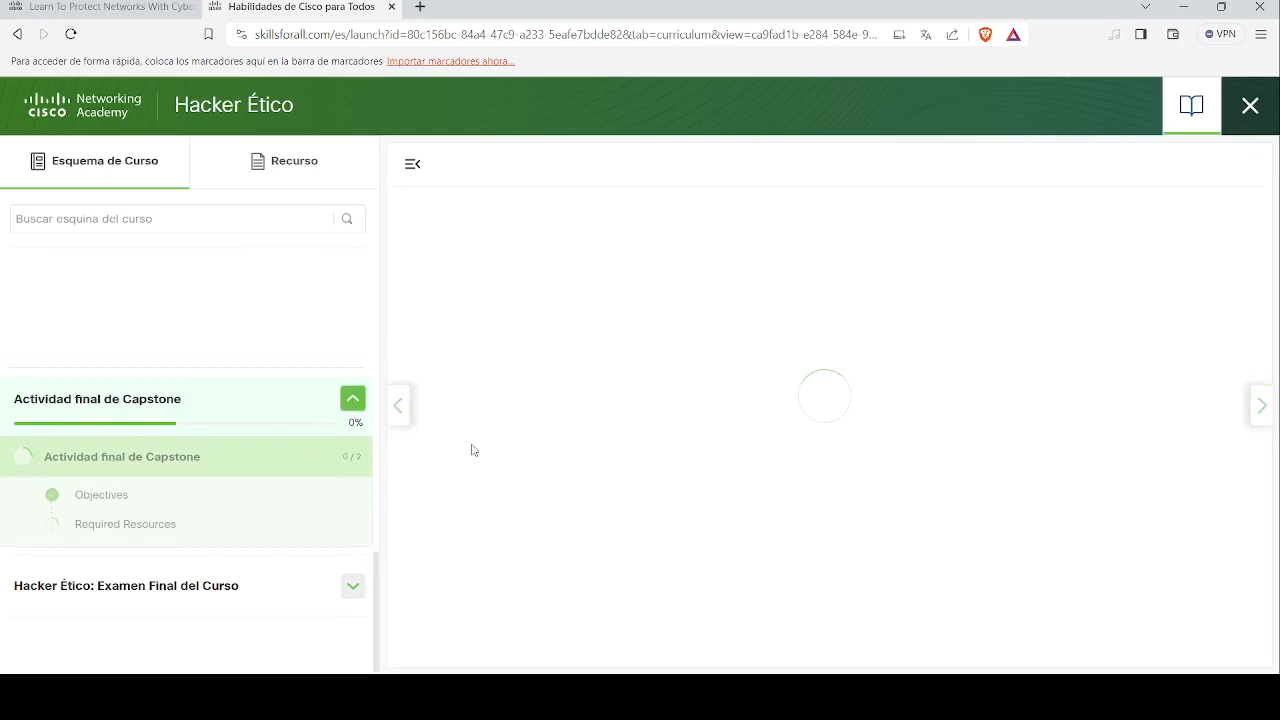 Learn To Protect Networks With Cybe
Habilidades de Cisco para Todos
skillsforall.com/es/launch?id=80c156bc-84a4-47c9-a233-5eafe7bdde82&tab=curriculum&view=ca9fad1b-e284-584e-9...
VPN
Para acceder de forma rápida, coloca los marcadores aquí en la barra de marcadores Importar marcadores ahora...
cisco Networking Academy
Hacker Ético
Esquema de Curso
Recurso
Buscar esquina del curso
Actividad final de Capstone
0%
Actividad final de Capstone 0 / 2
Objectives
Required Resources
Hacker Ético: Examen Final del Curso